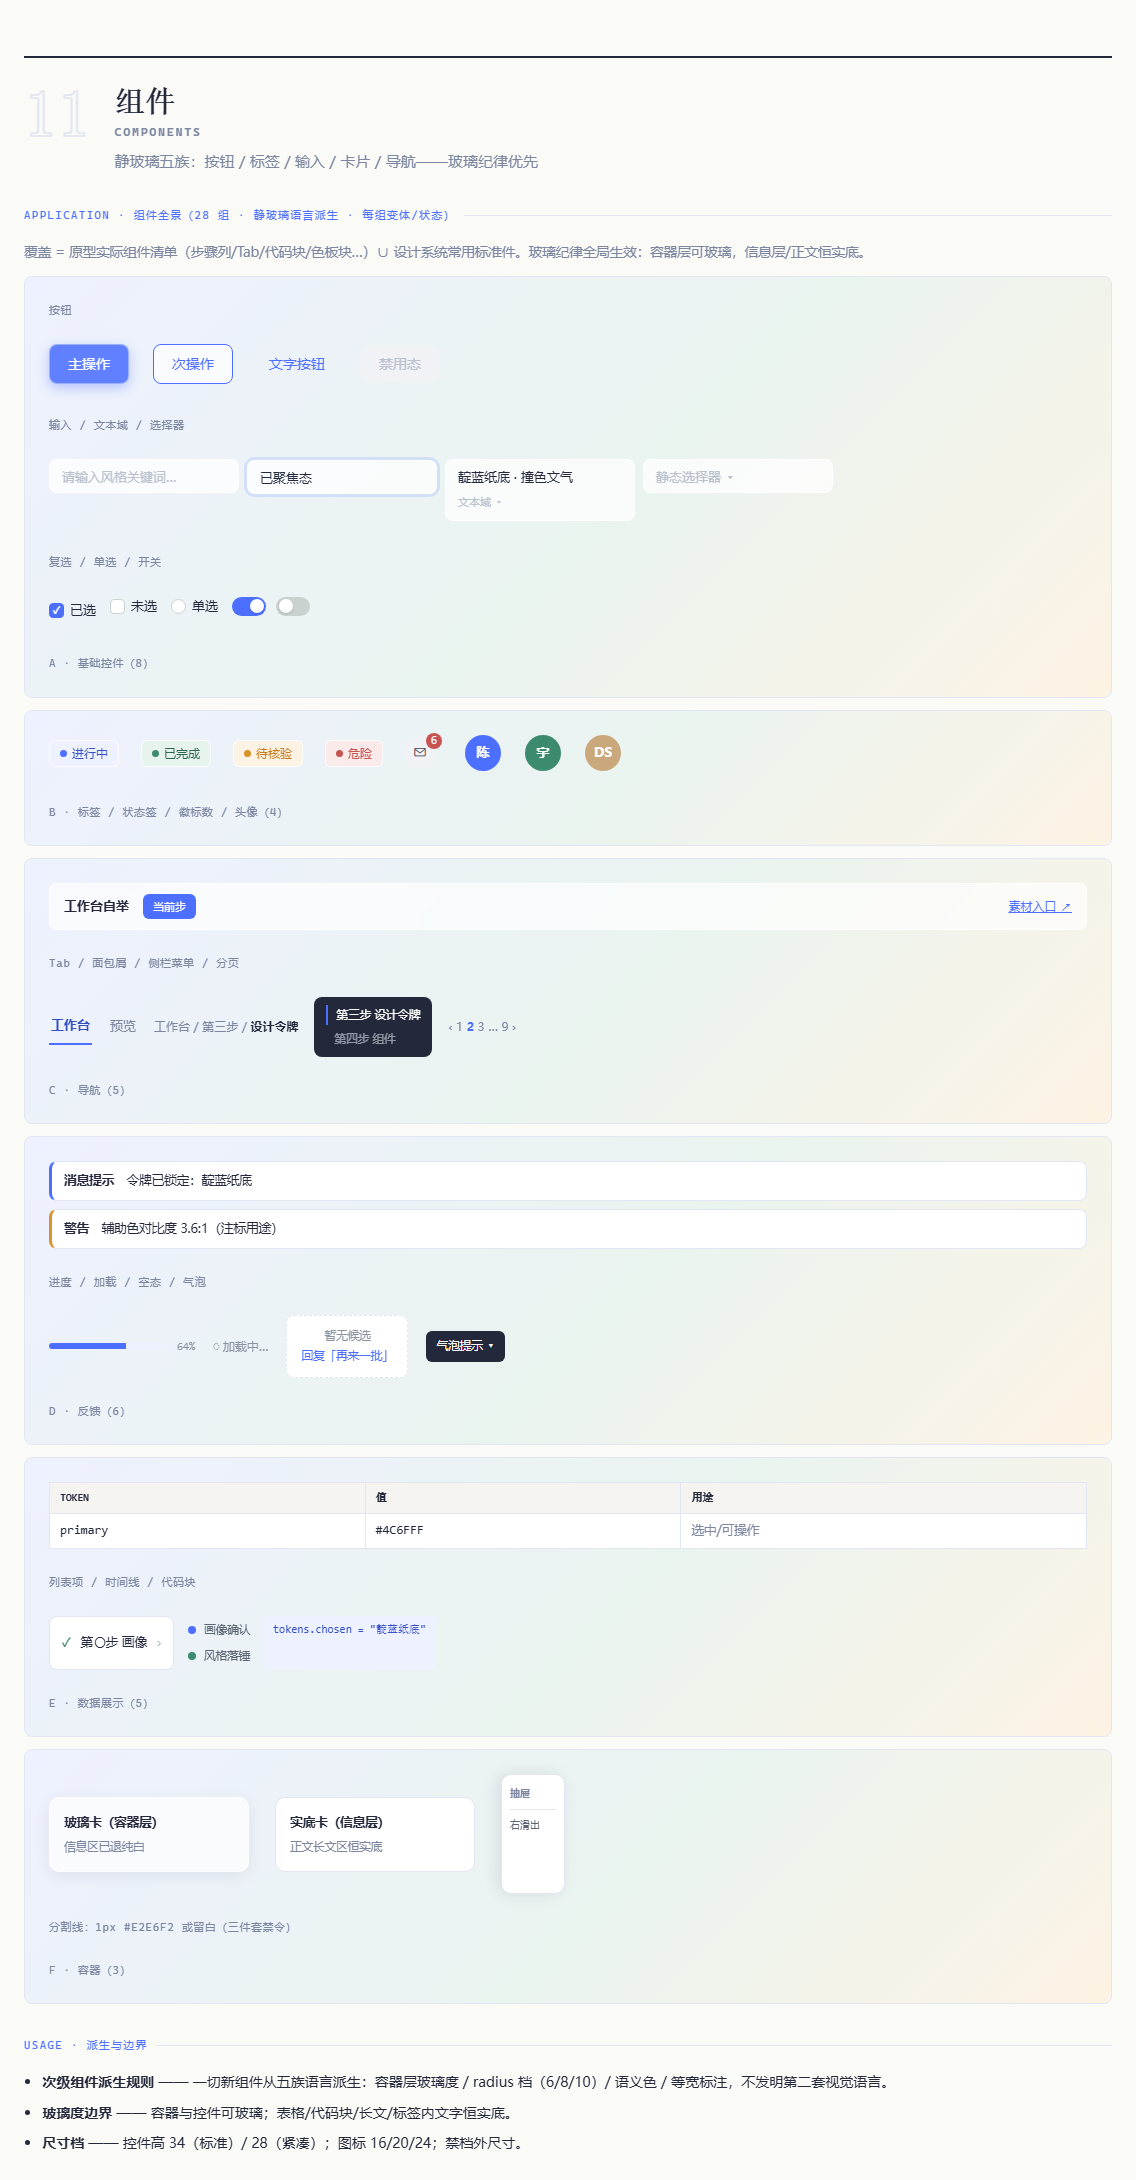 11
组件
COMPONENTS
静玻璃五族：按钮 / 标签 / 输入 / 卡片 / 导航——玻璃纪律优先
APPLICATION · 组件全景（28 组 · 静玻璃语言派生 · 每组变体/状态）
覆盖 = 原型实际组件清单（步骤列/Tab/代码块/色板块…）∪ 设计系统常用标准件。玻璃纪律全局生效：容器层可玻璃，信息层/正文恒实底。
按钮
主操作 次操作 文字按钮 禁用态
输入 / 文本域 / 选择器
请输入风格关键词… 已聚焦态 靛蓝纸底 · 撞色文气 静态选择器 ▾
文本域 ▾
复选 / 单选 / 开关
✓ 已选 未选 单选
A · 基础控件（8）
进行中 已完成 待核验 危险 6 陈 宇 DS
B · 标签 / 状态签 / 徽标数 / 头像（4）
工作台自举 当前步 素材入口 ↗
Tab / 面包屑 / 侧栏菜单 / 分页
工作台 预览 工作台 / 第三步 / 设计令牌 第三步 设计令牌 ‹ 1 2 3 … 9 ›
第四步 组件
C · 导航（5）
消息提示 令牌已锁定：靛蓝纸底
警告 辅助色对比度 3.6:1（注标用途）
进度 / 加载 / 空态 / 气泡
64% ○ 加载中… 暂无候选 气泡提示 ▾
回复「再来一批」
D · 反馈（6）
TOKEN 值 用途
primary #4C6FFF 选中/可操作
列表项 / 时间线 / 代码块
✓ 第〇步 画像 › 画像确认 tokens.chosen = "靛蓝纸底"
风格落锤
E · 数据展示（5）
玻璃卡（容器层） 实底卡（信息层） 抽屉
信息区已退纯白 正文长文区恒实底 右滑出
分割线：1px #E2E6F2 或留白（三件套禁令）
F · 容器（3）
USAGE · 派生与边界
• 次级组件派生规则 —— 一切新组件从五族语言派生：容器层玻璃度 / radius 档（6/8/10）/ 语义色 / 等宽标注，不发明第二套视觉语言。
• 玻璃度边界 —— 容器与控件可玻璃；表格/代码块/长文/标签内文字恒实底。
• 尺寸档 —— 控件高 34（标准）/ 28（紧凑）；图标 16/20/24；禁档外尺寸。